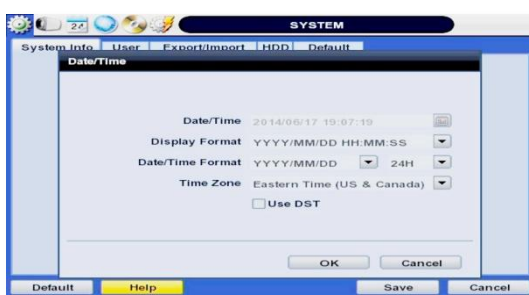 24
SYSTEM
System Info User Export/Import HDD Default
Date/Time
Date/Time 2014/06/17 19:07:19
Display Format YYYY/MM/DD HH:MM:SS
Date/Time Format YYYY/MM/DD 24H
Time Zone Eastern Time (US & Canada)
Use DST
OK Cancel
Default Help Save Cancel